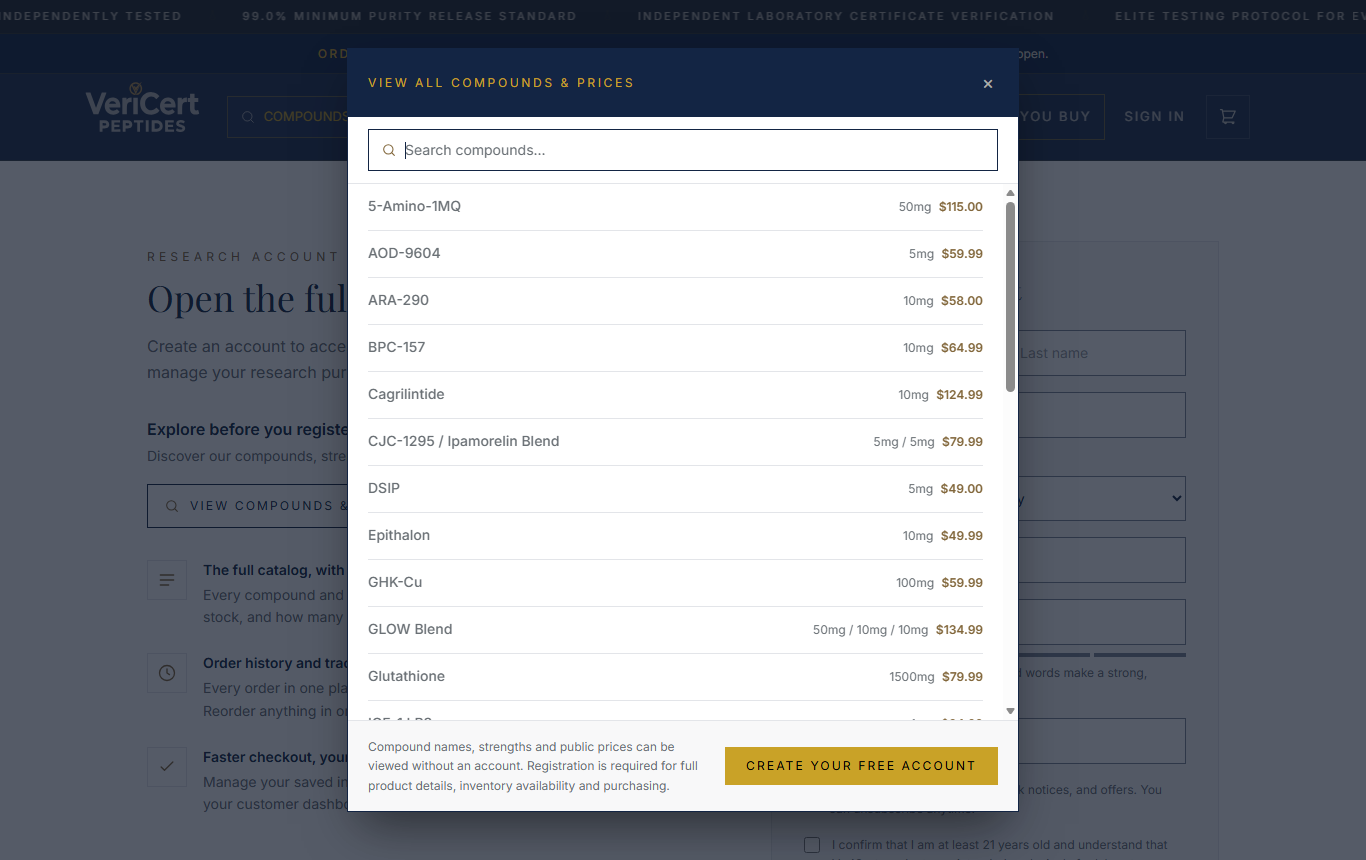 INDEPENDENTLY TESTED 99.0% MINIMUM PURITY RELEASE STANDARD INDEPENDENT LABORATORY CERTIFICATE VERIFICATION ELITE TESTING PROTOCOL FOR
ORD
open.
VeriCert
PEPTIDES
COMPOUNDS
YOU BUY
SIGN IN
VIEW ALL COMPOUNDS & PRICES
×
Search compounds...
5-Amino-1MQ 50mg $115.00
AOD-9604 5mg $59.99
ARA-290 10mg $58.00
BPC-157 10mg $64.99
Cagrilintide 10mg $124.99
CJC-1295 / Ipamorelin Blend 5mg / 5mg $79.99
DSIP 5mg $49.00
Epithalon 10mg $49.99
GHK-Cu 100mg $59.99
GLOW Blend 50mg / 10mg / 10mg $134.99
Glutathione 1500mg $79.99
Compound names, strengths and public prices can be
viewed without an account. Registration is required for full
product details, inventory availability and purchasing.
CREATE YOUR FREE ACCOUNT
RESEARCH ACCOUNT
Open the ful
Create an account to acce
manage your research pur
Explore before you registe
Discover our compounds, stre
VIEW COMPOUNDS &
The full catalog, with
Every compound and
stock, and how many
Order history and trac
Every order in one pla
Reorder anything in o
Faster checkout, your
Manage your saved in
your customer dashbo
Last name
y
d words make a strong,
k notices, and offers. You
I confirm that I am at least 21 years old and understand that